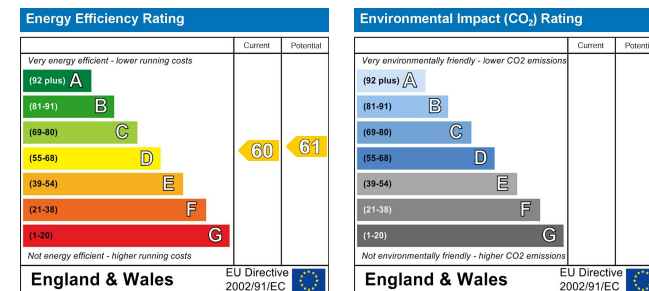 Energy Efficiency Rating
Current Potential
Very energy efficient - lower running costs
(92 plus) A
(81-91) B
(69-80) C
(55-68) D
(39-54) E
(21-38) F
(1-20) G
60
61
Not energy efficient - higher running costs
England & Wales
EU Directive
2002/91/EC
Environmental Impact (CO₂) Rating
Current Potenti
Very environmentally friendly - lower CO2 emissions
(92 plus) A
(81-91) B
(69-80) C
(55-68) D
(39-54) E
(21-38) F
(1-20) G
Not environmentally friendly - higher CO2 emissions
England & Wales
EU Directive
2002/91/EC